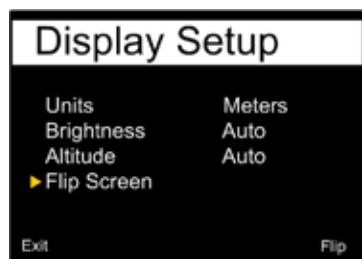 Display Setup
Units Meters
Brightness Auto
Altitude Auto
Flip Screen
Exit Flip